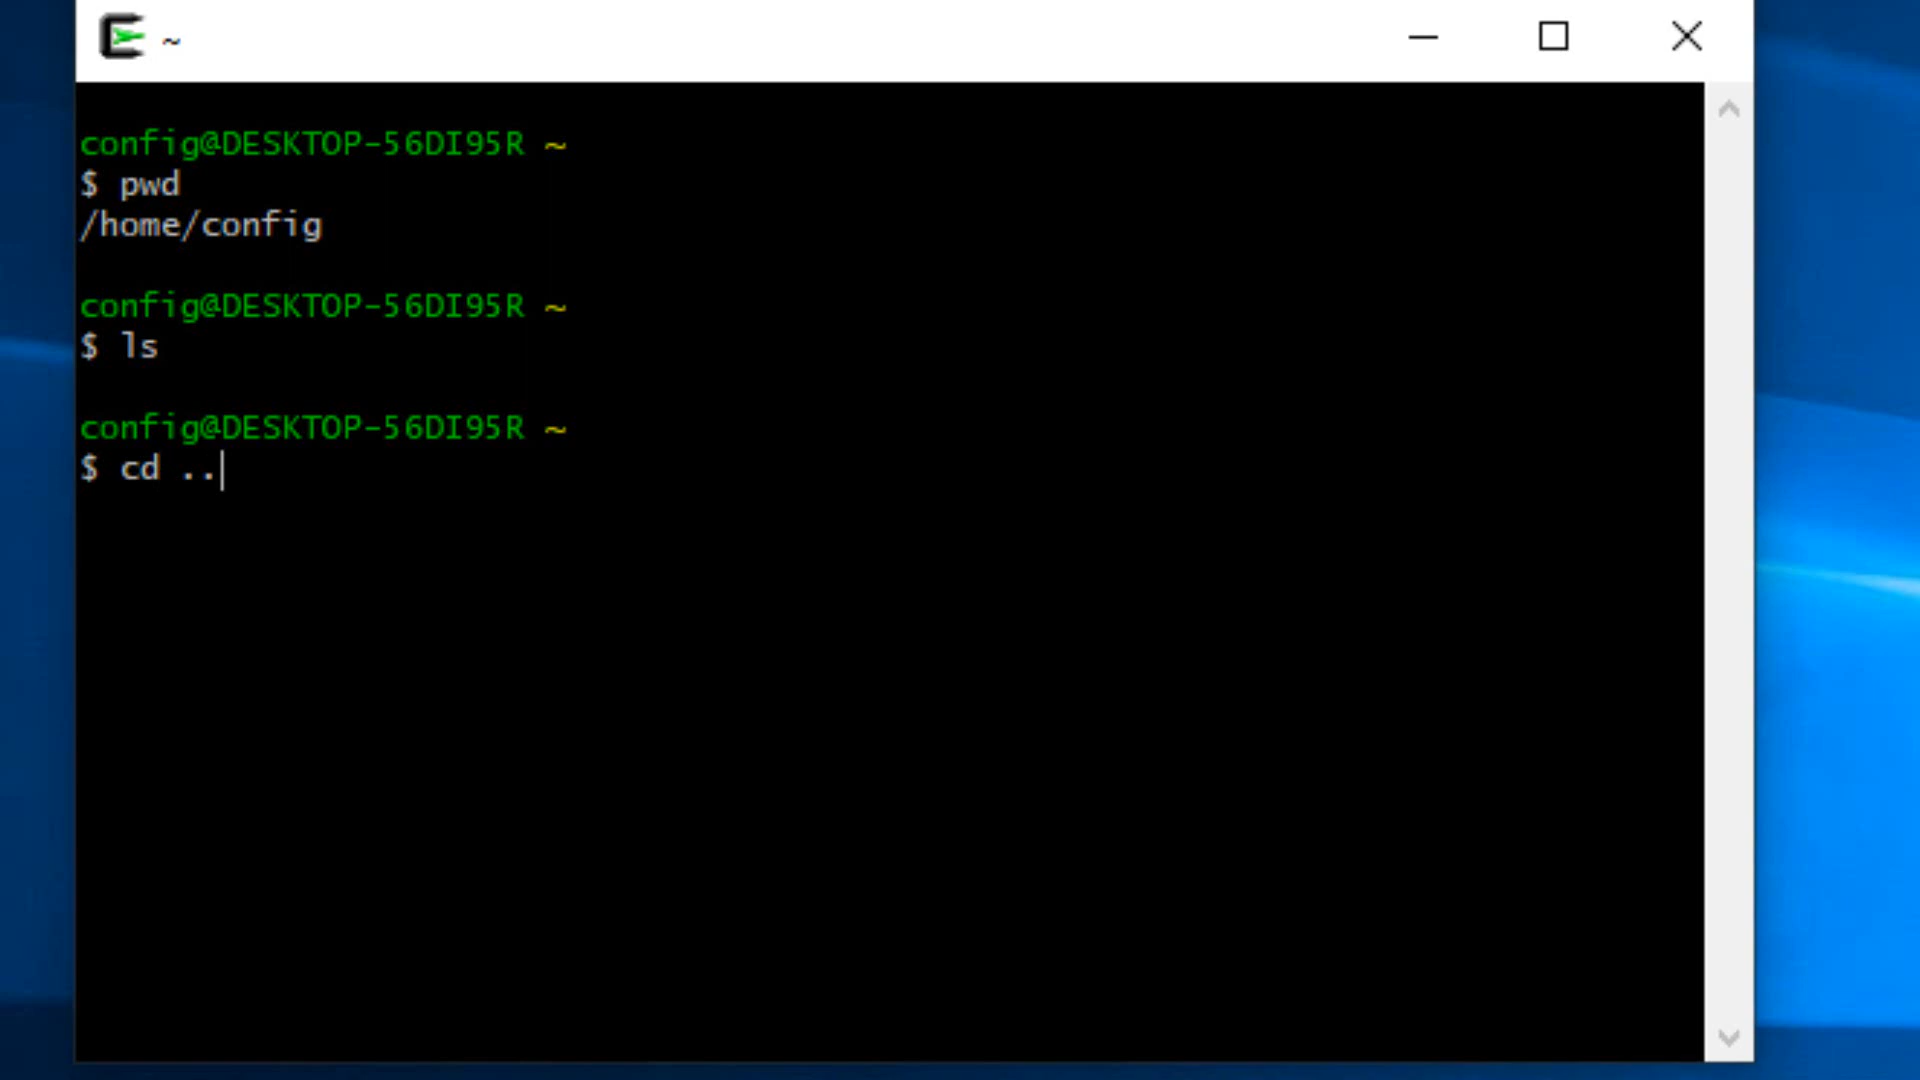 ~
config@DESKTOP-56DI95R ~
$ pwd
/home/config
config@DESKTOP-56DI95R ~
$ ls
config@DESKTOP-56DI95R ~
$ cd ..